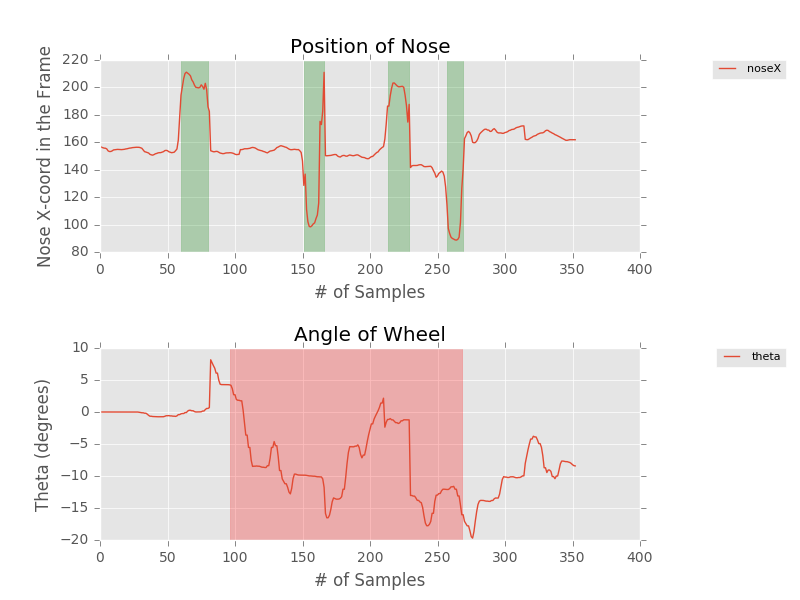 Position of Nose
220
200
180
160
140
120
100
80
Nose X-coord in the Frame
0 50 100 150 200 250 300 350 400
# of Samples
noseX
Angle of Wheel
10
5
0
−5
−10
−15
−20
Theta (degrees)
0 50 100 150 200 250 300 350 400
# of Samples
theta